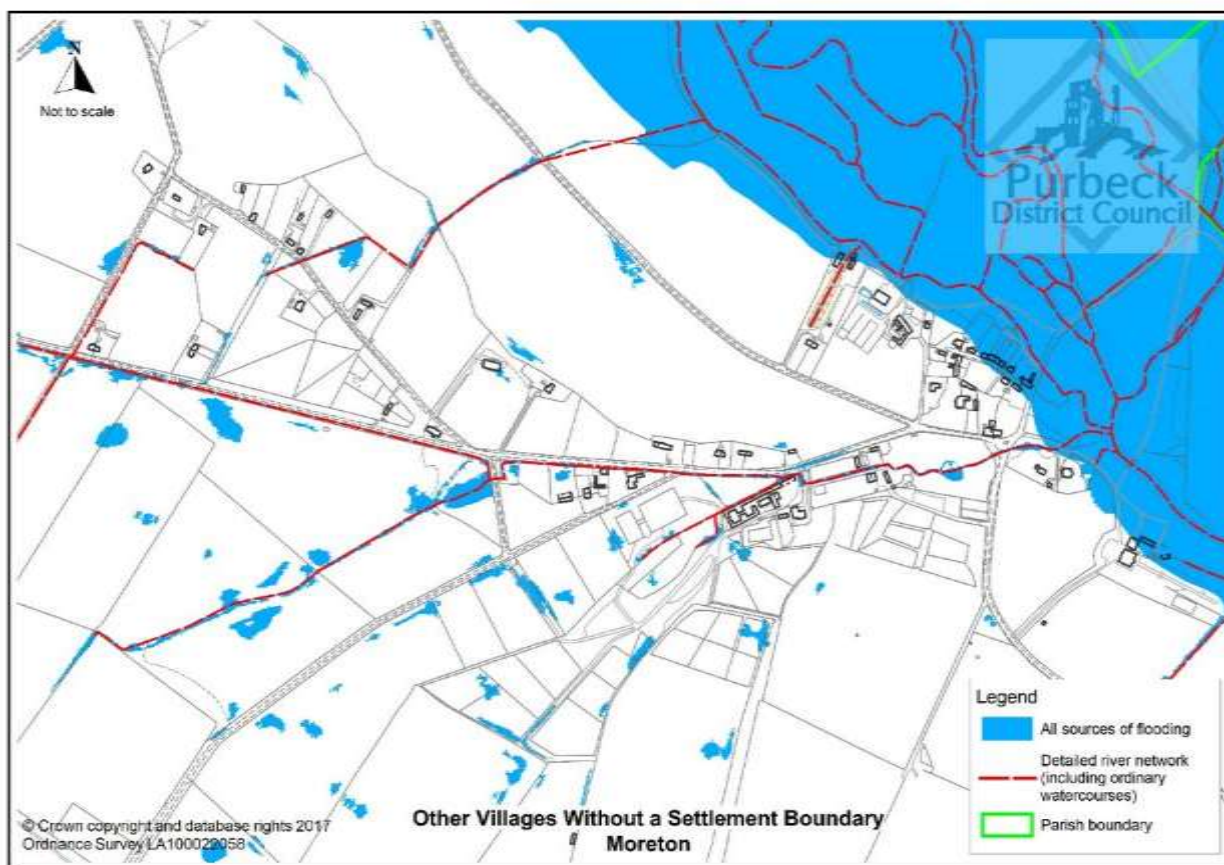 N
Not to scale
Purbeck
District Council
Legend
All sources of flooding
Detailed river network
(including ordinary
watercourses)
Parish boundary
Other Villages Without a Settlement Boundary
Moreton
© Crown copyright and database rights 2017
Ordnance Survey LA100022058